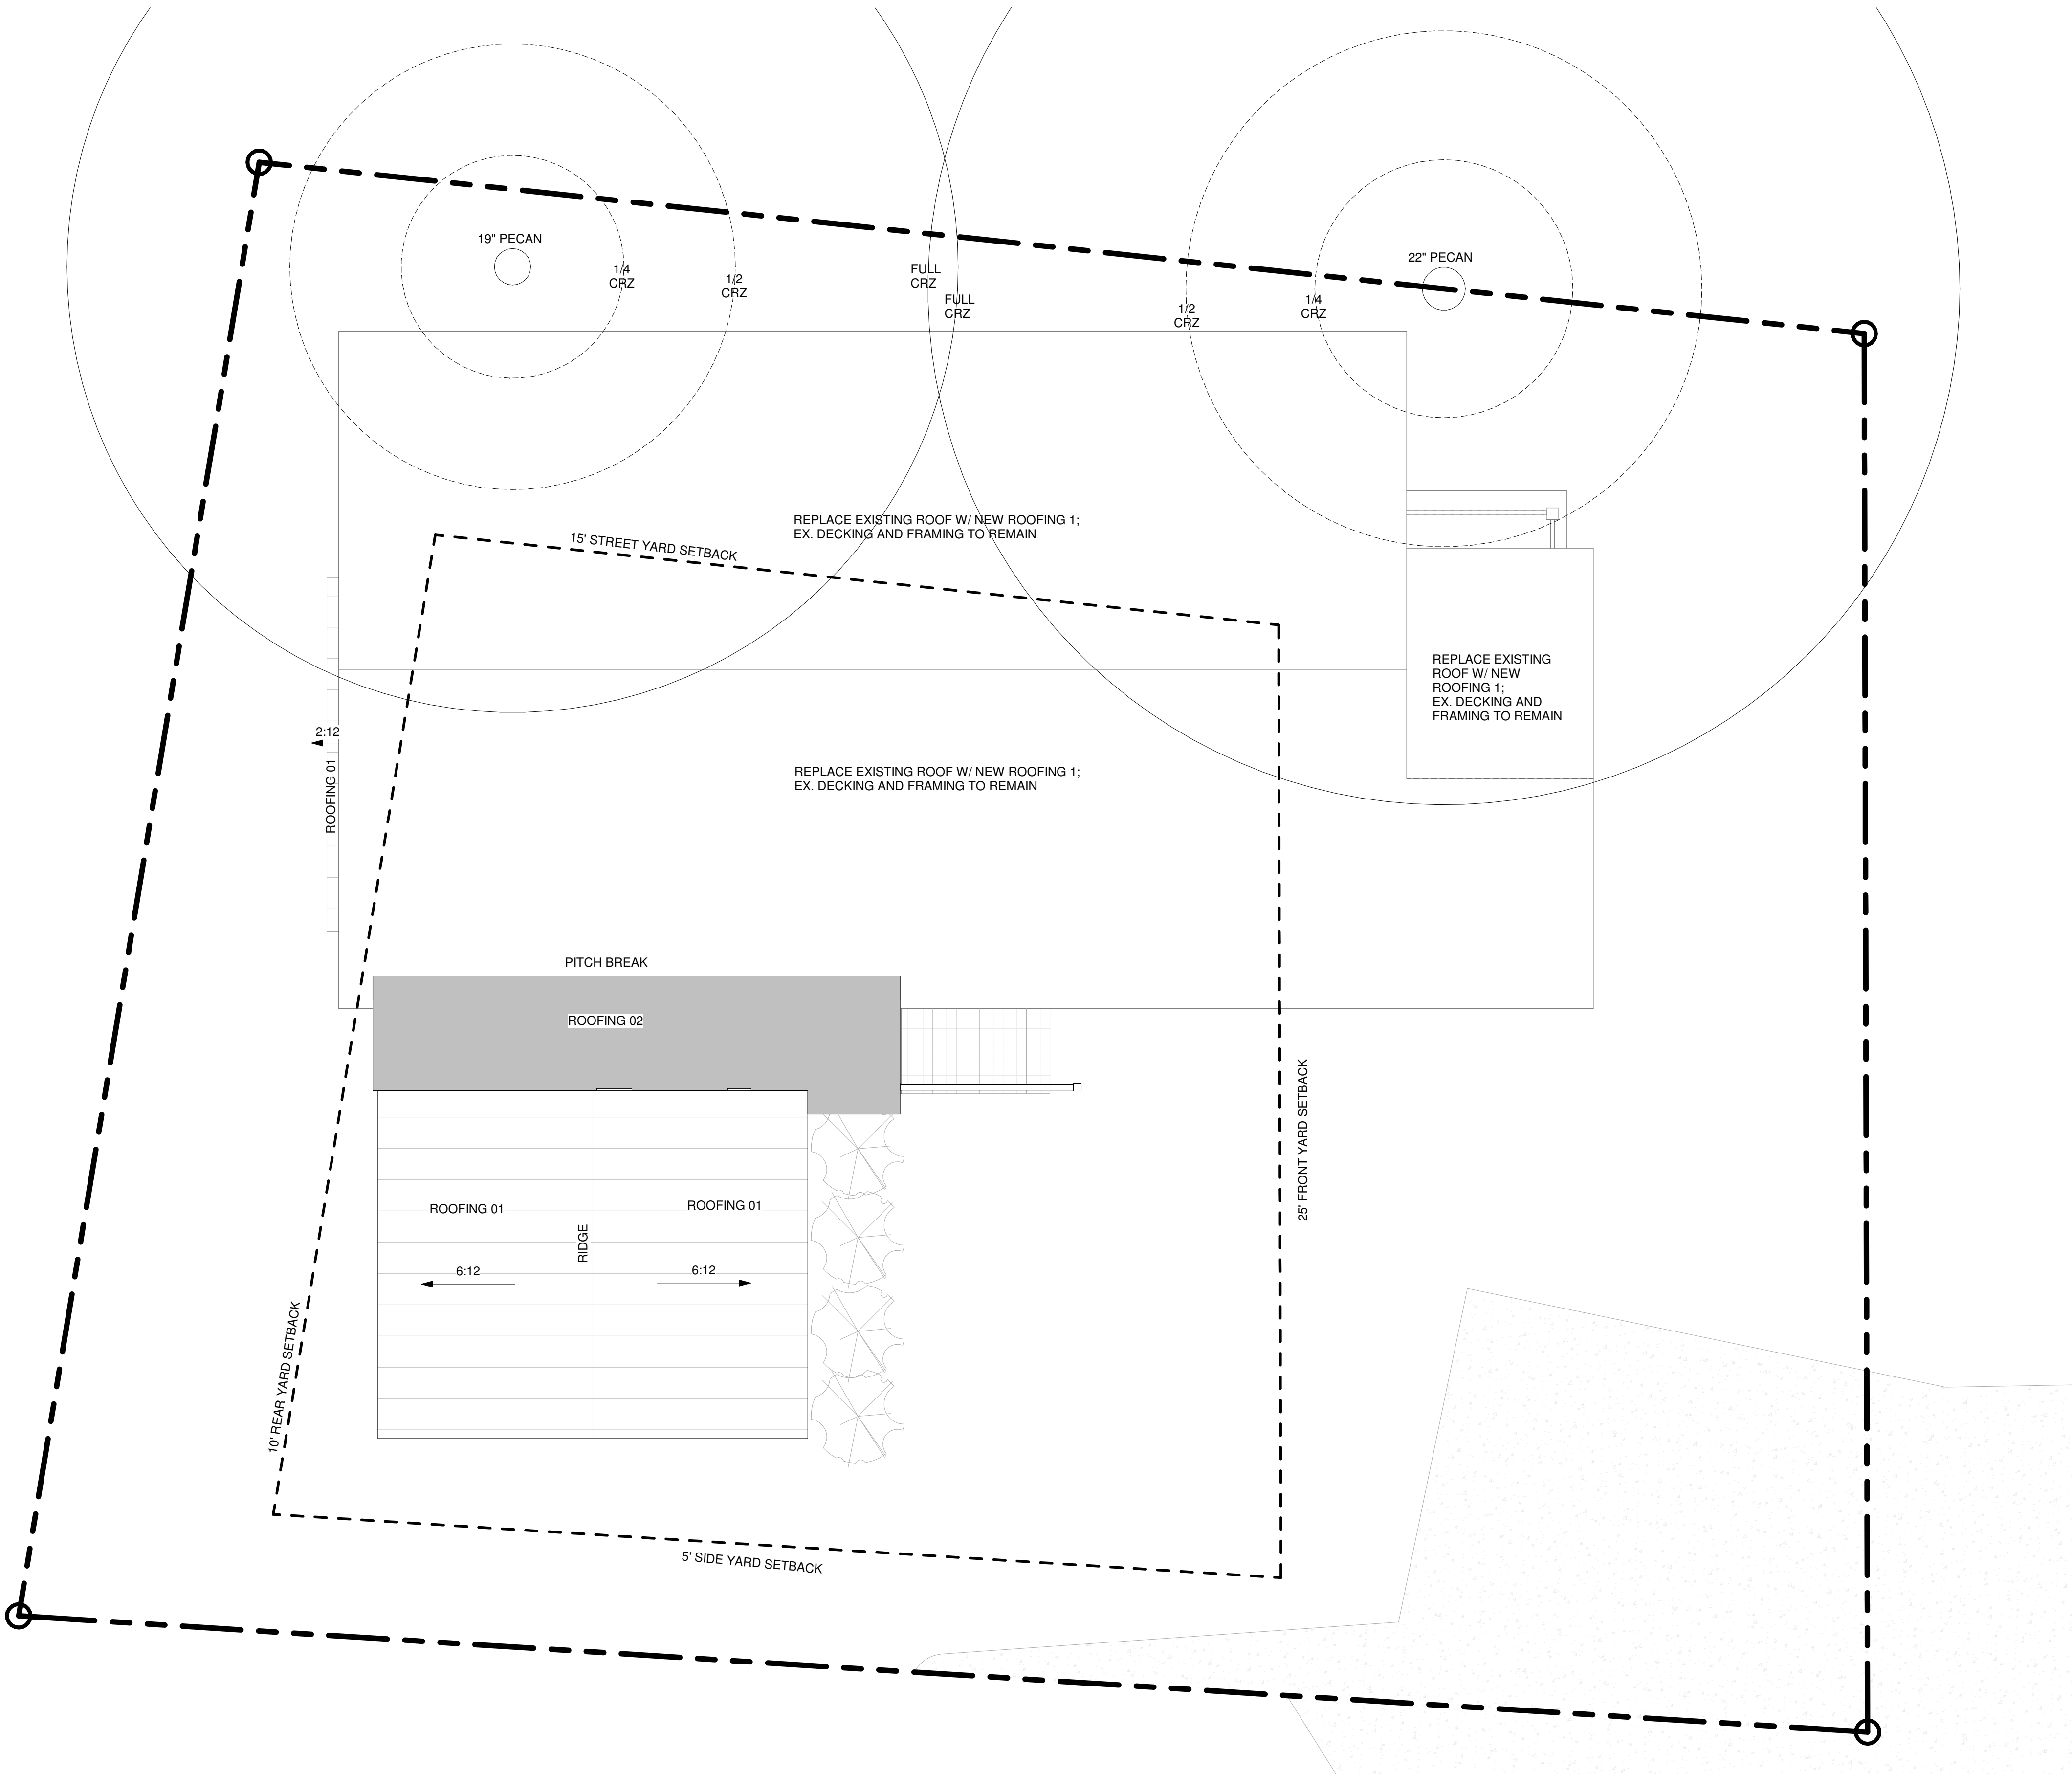 19" PECAN
22" PECAN
1/4
CRZ
1/2
CRZ
FULL
CRZ
FULL
CRZ
1/2
CRZ
1/4
CRZ
REPLACE EXISTING ROOF W/ NEW ROOFING 1;
EX. DECKING AND FRAMING TO REMAIN
15' STREET YARD SETBACK
REPLACE EXISTING
ROOF W/ NEW
ROOFING 1;
EX. DECKING AND
FRAMING TO REMAIN
2:12
ROOFING 01
REPLACE EXISTING ROOF W/ NEW ROOFING 1;
EX. DECKING AND FRAMING TO REMAIN
PITCH BREAK
ROOFING 02
25' FRONT YARD SETBACK
ROOFING 01
ROOFING 01
RIDGE
6:12
6:12
10' REAR YARD SETBACK
5' SIDE YARD SETBACK